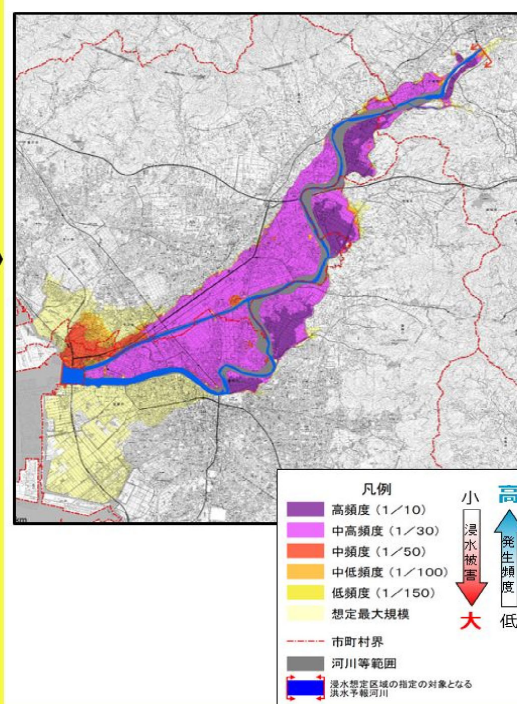 km
凡例
高頻度（1／10）
中高頻度（1／30）
中頻度（1／50）
中低頻度（1／100）
低頻度（1／150）
想定最大規模
市町村界
河川等範囲
浸水想定区域の指定の対象となる
洪水予報河川
小
浸水被害
大
高
発生頻度
低